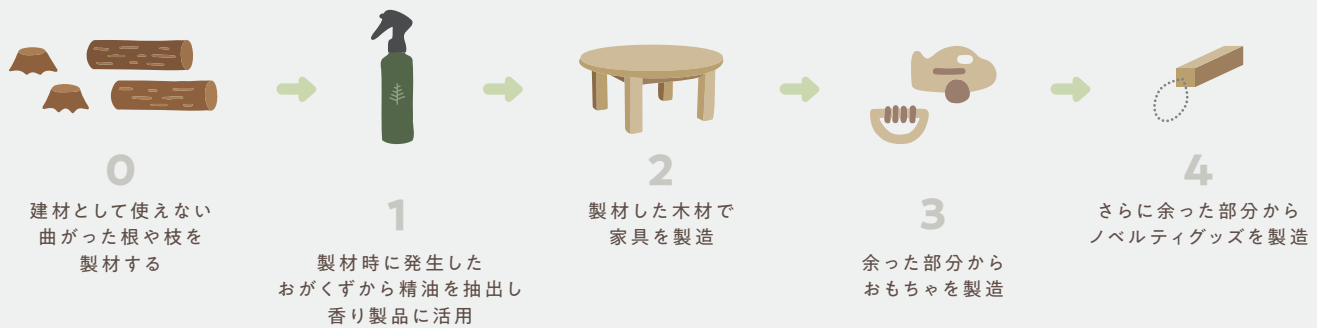 0
建材として使えない
曲がった根や枝を
製材する
1
製材時に発生した
おがくずから精油を抽出し
香り製品に活用
2
製材した木材で
家具を製造
3
余った部分から
おもちゃを製造
4
さらに余った部分から
ノベルティグッズを製造